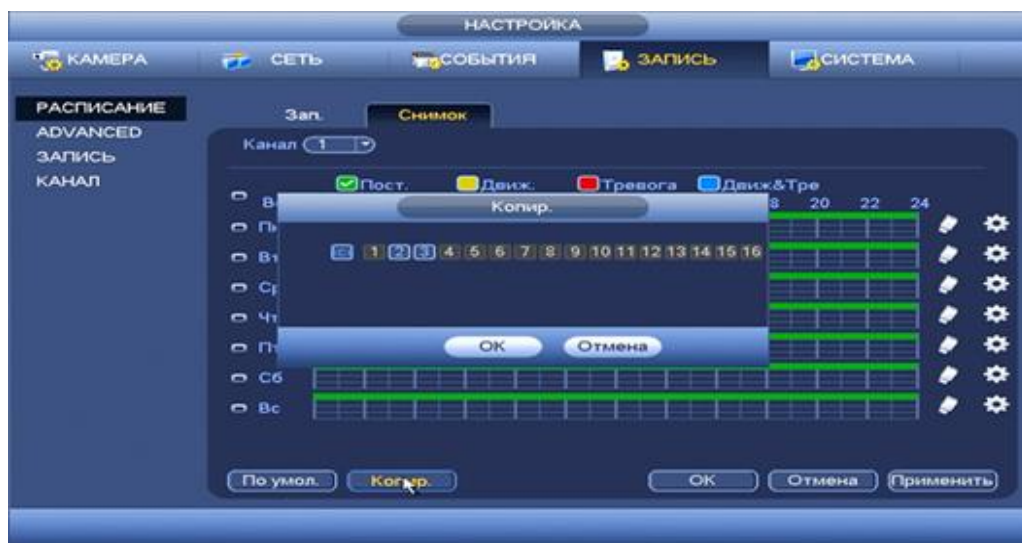 НАСТРОЙКА
КАМЕРА СЕТЬ СОБЫТИЯ ЗАПИСЬ СИСТЕМА
РАСПИСАНИЕ
ADVANCED
ЗАПИСЬ
КАНАЛ
Зап. Снимок
Канал 1
Пост. Движ. Тревога Движ&Тре
8 20 22 24
Копир.
1 2 3 4 5 6 7 8 9 10 11 12 13 14 15 16
OK Отмена
Сб
Вс
По умол. Копир. OK Отмена Применить